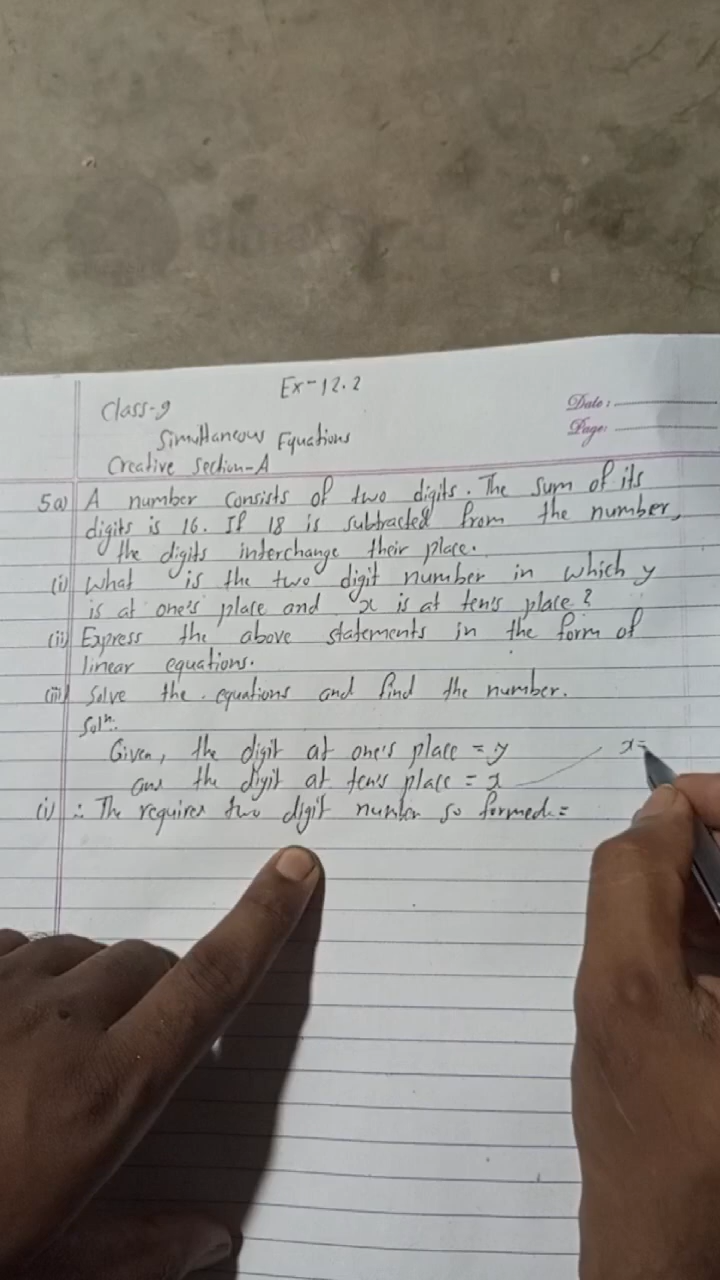 Ex-12.2
Class-9
Date:
Simultaneous Equations
Page:
Creative Section-A
5a) A number consists of two digits. The sum of its
digits is 16. If 18 is subtracted from the number,
the digits interchange their place.
(i) What is the two digit number in which y
is at one's place and x is at ten's place?
(ii) Express the above statements in the form of
linear equations.
(iii) Solve the equations and find the number.
Solⁿ.
Given, the digit at one's place = y
and the digit at ten's place = x
x=
(i) ∴ The required two digit number so formed =